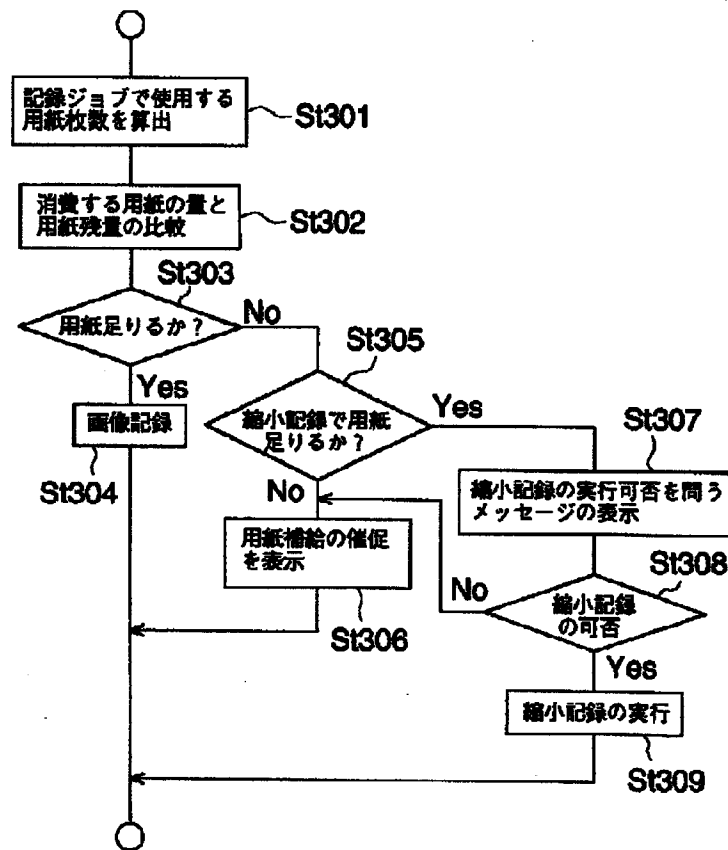 記録ジョブで使用する
用紙枚数を算出
St301
消費する用紙の量と
用紙残量の比較
St302
St303
用紙足りるか？
No
Yes
St305
縮小記録で用紙
足りるか？
Yes
No
画像記録
St304
St307
縮小記録の実行可否を問う
メッセージの表示
用紙補給の催促
を表示
St306
St308
縮小記録
の可否
No
Yes
縮小記録の実行
St309